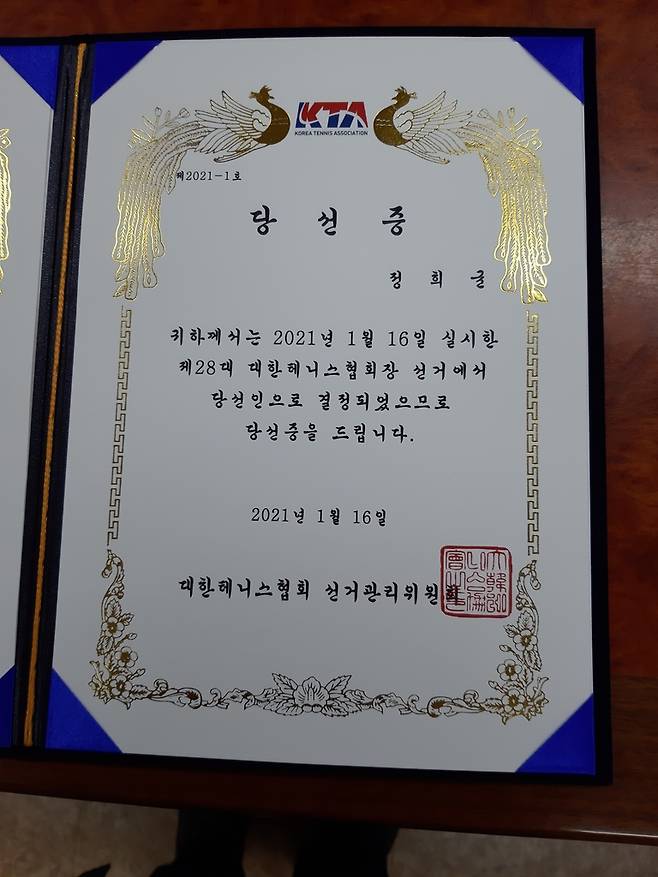 KTA
KOREA TENNIS ASSOCIATION
제2021-1호
당 선 증
정 희 균
귀하께서는 2021년 1월 16일 실시한
제28대 대한테니스협회장 선거에서
당선인으로 결정되었으므로
당선증을 드립니다.
2021년 1월 16일
대한테니스협회 선거관리위원회